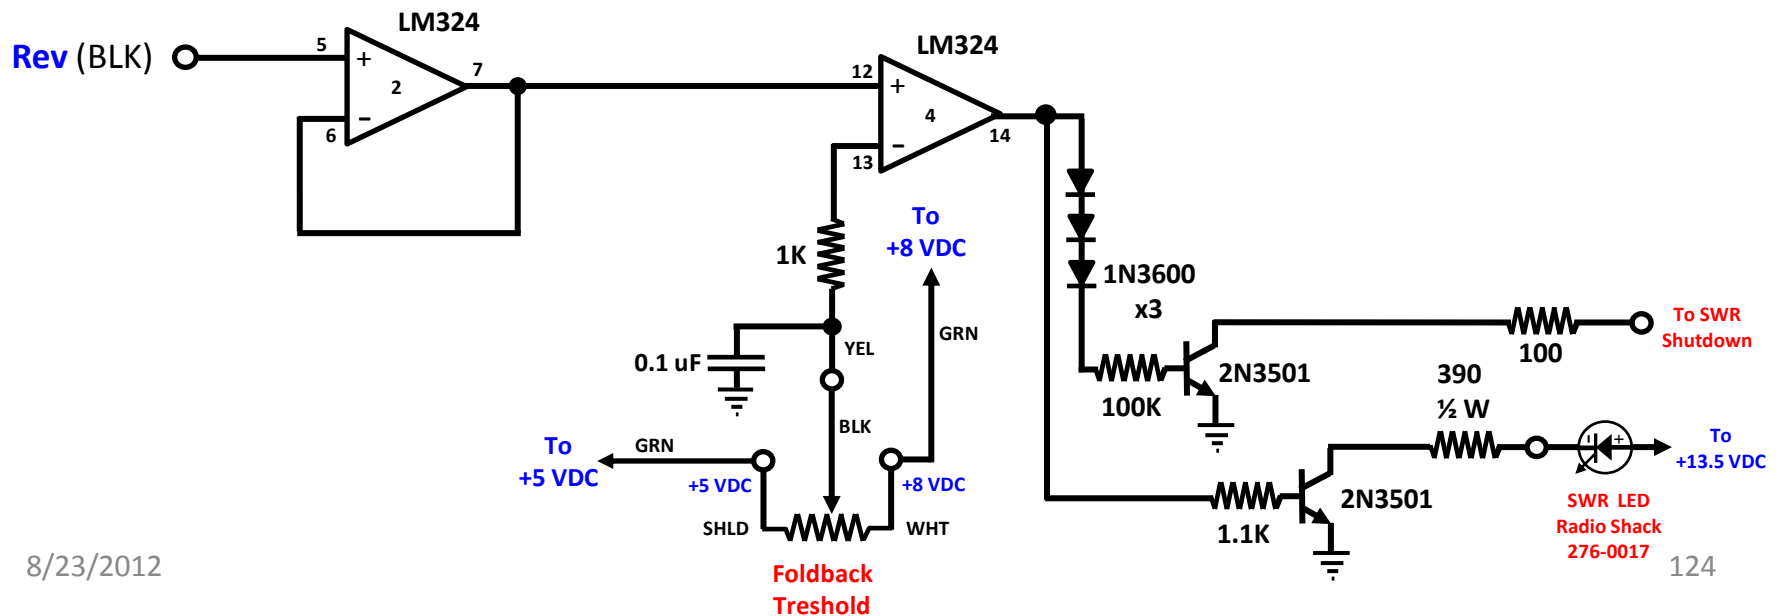 LM324
Rev (BLK)
5
+
2
7
-
6
LM324
12
+
4
14
-
13
1K
To
+8 VDC
GRN
1N3600
x3
0.1 uF
YEL
BLK
100K
2N3501
100
To SWR
Shutdown
390
½ W
To
+5 VDC
GRN
+5 VDC
+8 VDC
SHLD
WHT
1.1K
2N3501
- +
To
+13.5 VDC
SWR LED
Radio Shack
276-0017
Foldback
Treshold
8/23/2012
124